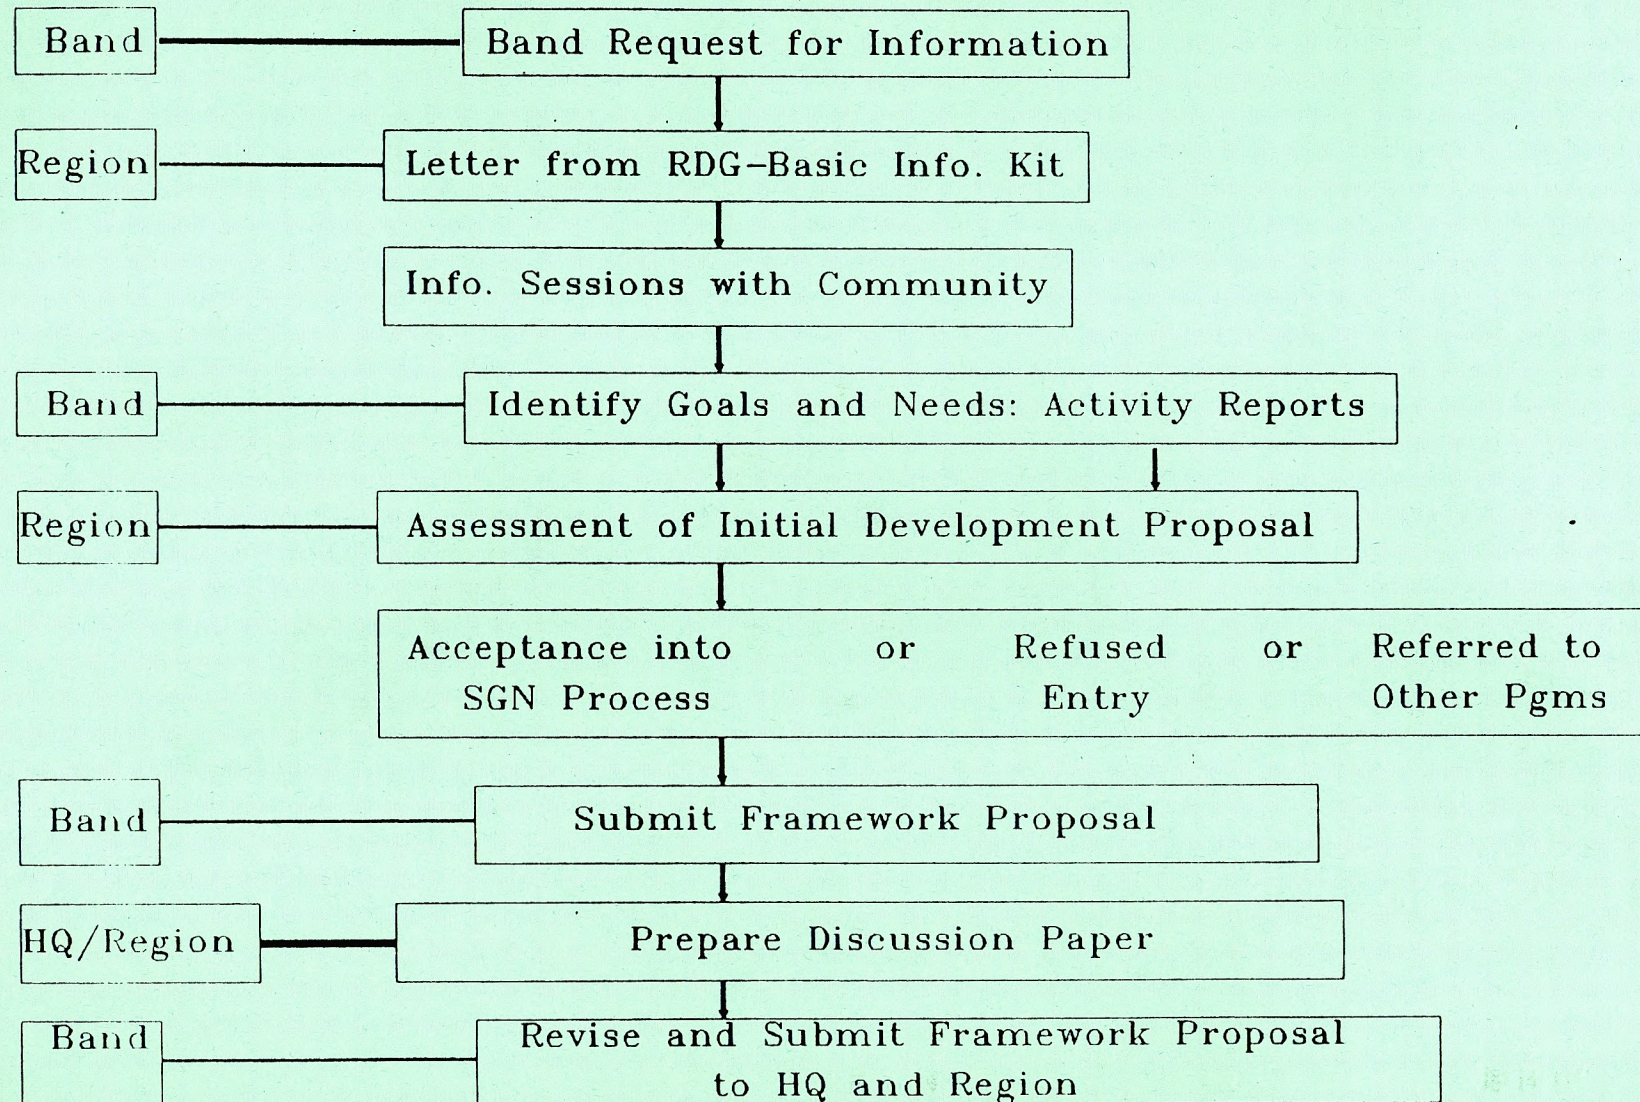 Band Band Request for Information
Region Letter from RDG-Basic Info. Kit
Info. Sessions with Community
Band Identify Goals and Needs: Activity Reports
Region Assessment of Initial Development Proposal
Acceptance into or Refused or Referred to
SGN Process Entry Other Pgms
Band Submit Framework Proposal
HQ/Region Prepare Discussion Paper
Band Revise and Submit Framework Proposal
to HQ and Region